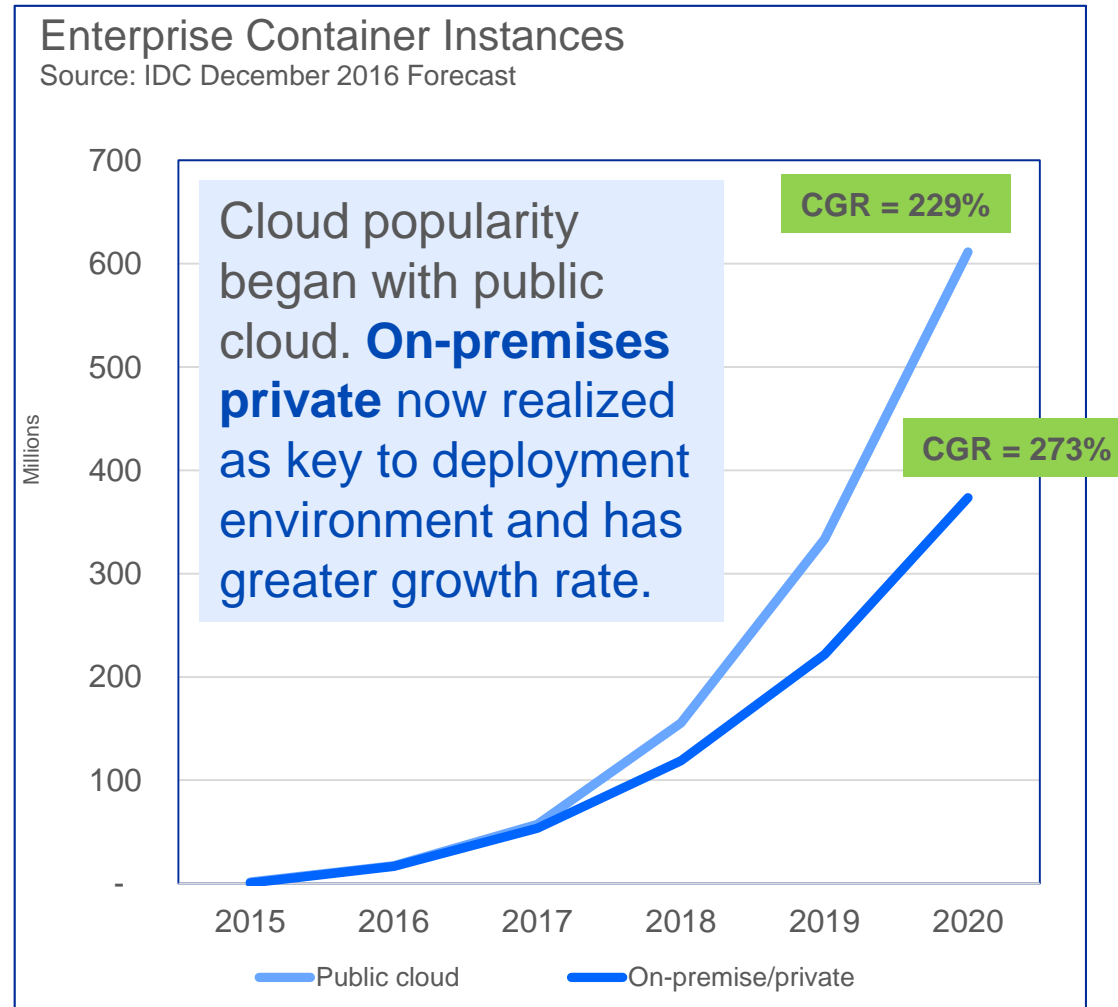 Enterprise Container Instances
Source: IDC December 2016 Forecast
700
600
500
400
300
200
100
-
Millions
Cloud popularity
began with public
cloud. On-premises
private now realized
as key to deployment
environment and has
greater growth rate.
CGR = 229%
CGR = 273%
2015 2016 2017 2018 2019 2020
Public cloud On-premise/private